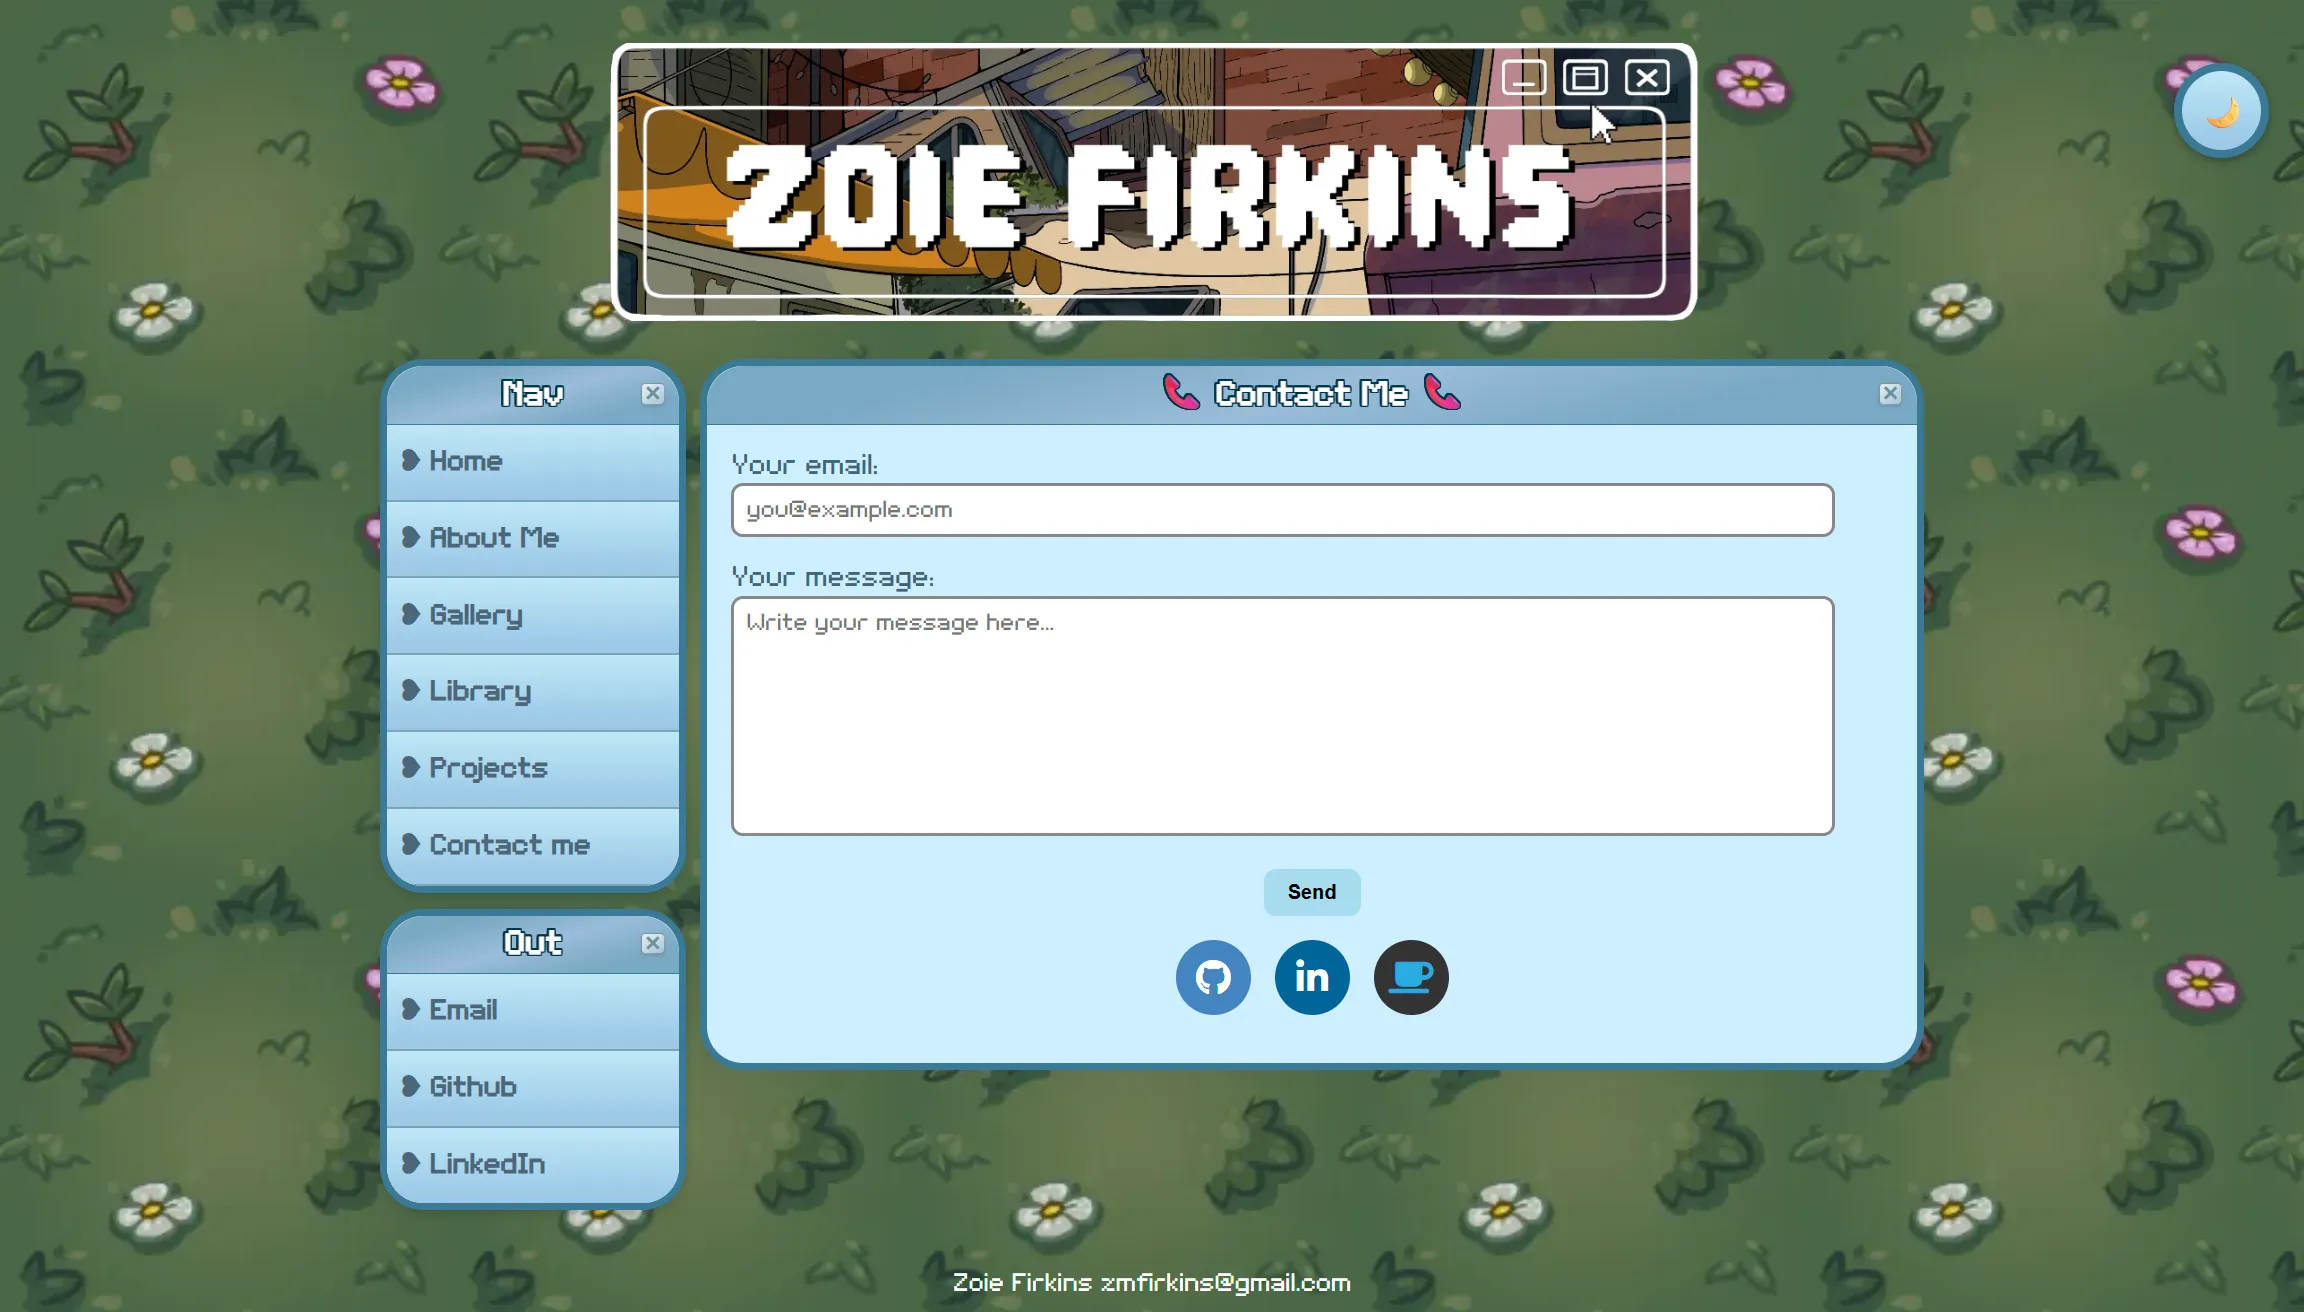 ZOIE FIRKINS
Nav
Home
About Me
Gallery
Library
Projects
Contact me
Out
Email
Github
LinkedIn
Contact Me
Your email:
you@example.com
Your message:
Write your message here...
Send
in
Zoie Firkins zmfirkins@gmail.com